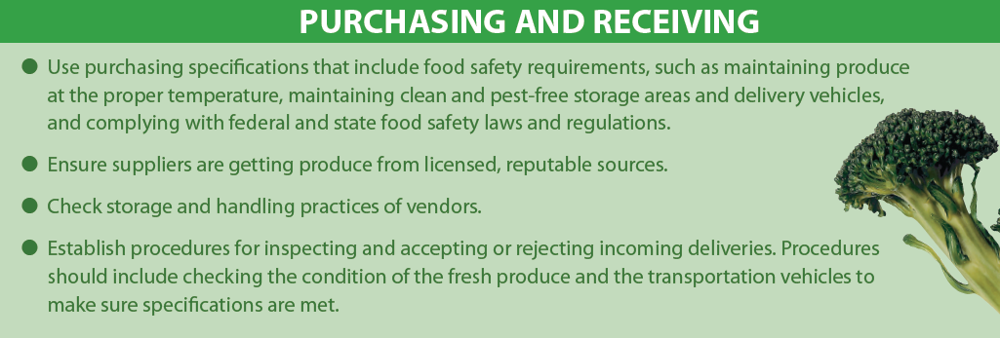 PURCHASING AND RECEIVING
● Use purchasing specifications that include food safety requirements, such as maintaining produce
at the proper temperature, maintaining clean and pest-free storage areas and delivery vehicles,
and complying with federal and state food safety laws and regulations.
● Ensure suppliers are getting produce from licensed, reputable sources.
● Check storage and handling practices of vendors.
● Establish procedures for inspecting and accepting or rejecting incoming deliveries. Procedures
should include checking the condition of the fresh produce and the transportation vehicles to
make sure specifications are met.